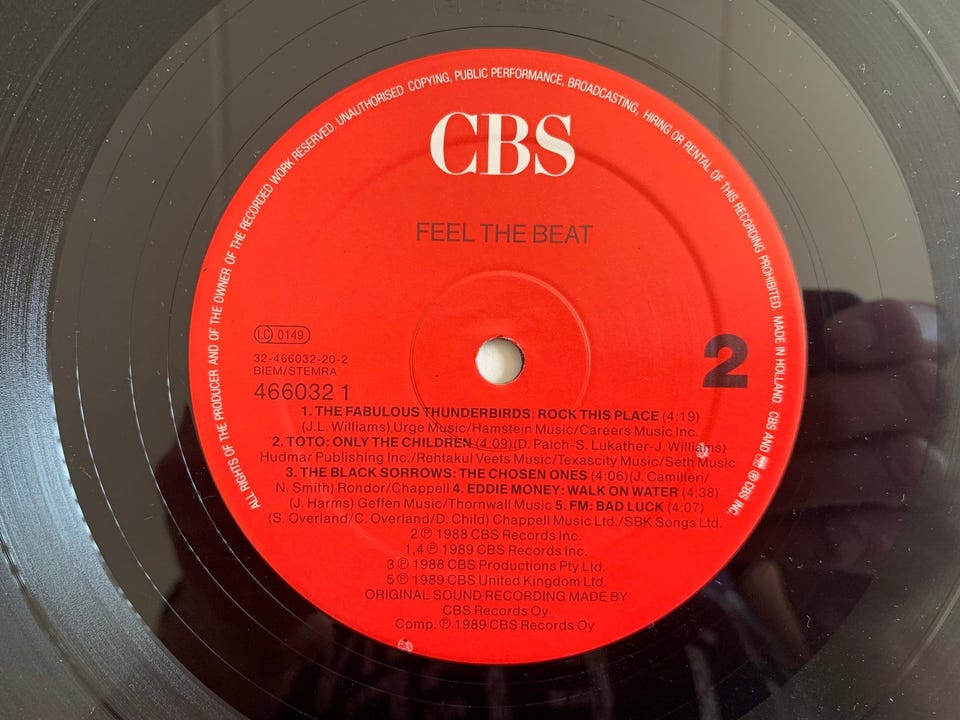 ALL RIGHTS OF THE PRODUCER AND OF THE OWNER OF THE RECORDED WORK RESERVED. UNAUTHORISED COPYING, PUBLIC PERFORMANCE, BROADCASTING, HIRING OR RENTAL OF THIS RECORDING PROHIBITED. MADE IN HOLLAND. CBS AND ℗ CBS INC.
CBS
FEEL THE BEAT
LC 0149
32-466032-20-2
BIEM/STEMRA
466032 1
2
1. THE FABULOUS THUNDERBIRDS: ROCK THIS PLACE (4:19)
(J.L. Williams) Urge Music/Hamstein Music/Careers Music Inc.
2. TOTO: ONLY THE CHILDREN (4:09)(D. Paich-S. Lukather-J. Williams)
Hudmar Publishing Inc./Rehtakul Veets Music/Texascity Music/Seth Music
3. THE BLACK SORROWS: THE CHOSEN ONES (4:06)(J. Camilleri/
N. Smith) Rondor/Chappell 4. EDDIE MONEY: WALK ON WATER (4:38)
(J. Harms) Geffen Music/Thornwall Music 5. FM: BAD LUCK (4:07)
(S. Overland/C. Overland/D. Child) Chappell Music Ltd./SBK Songs Ltd.
2 ℗ 1988 CBS Records Inc.
1,4 ℗ 1989 CBS Records Inc.
3 ℗ 1988 CBS Productions Pty Ltd.
5 ℗ 1989 CBS United Kingdom Ltd.
ORIGINAL SOUND RECORDING MADE BY
CBS Records Oy
Comp. ℗ 1989 CBS Records Oy